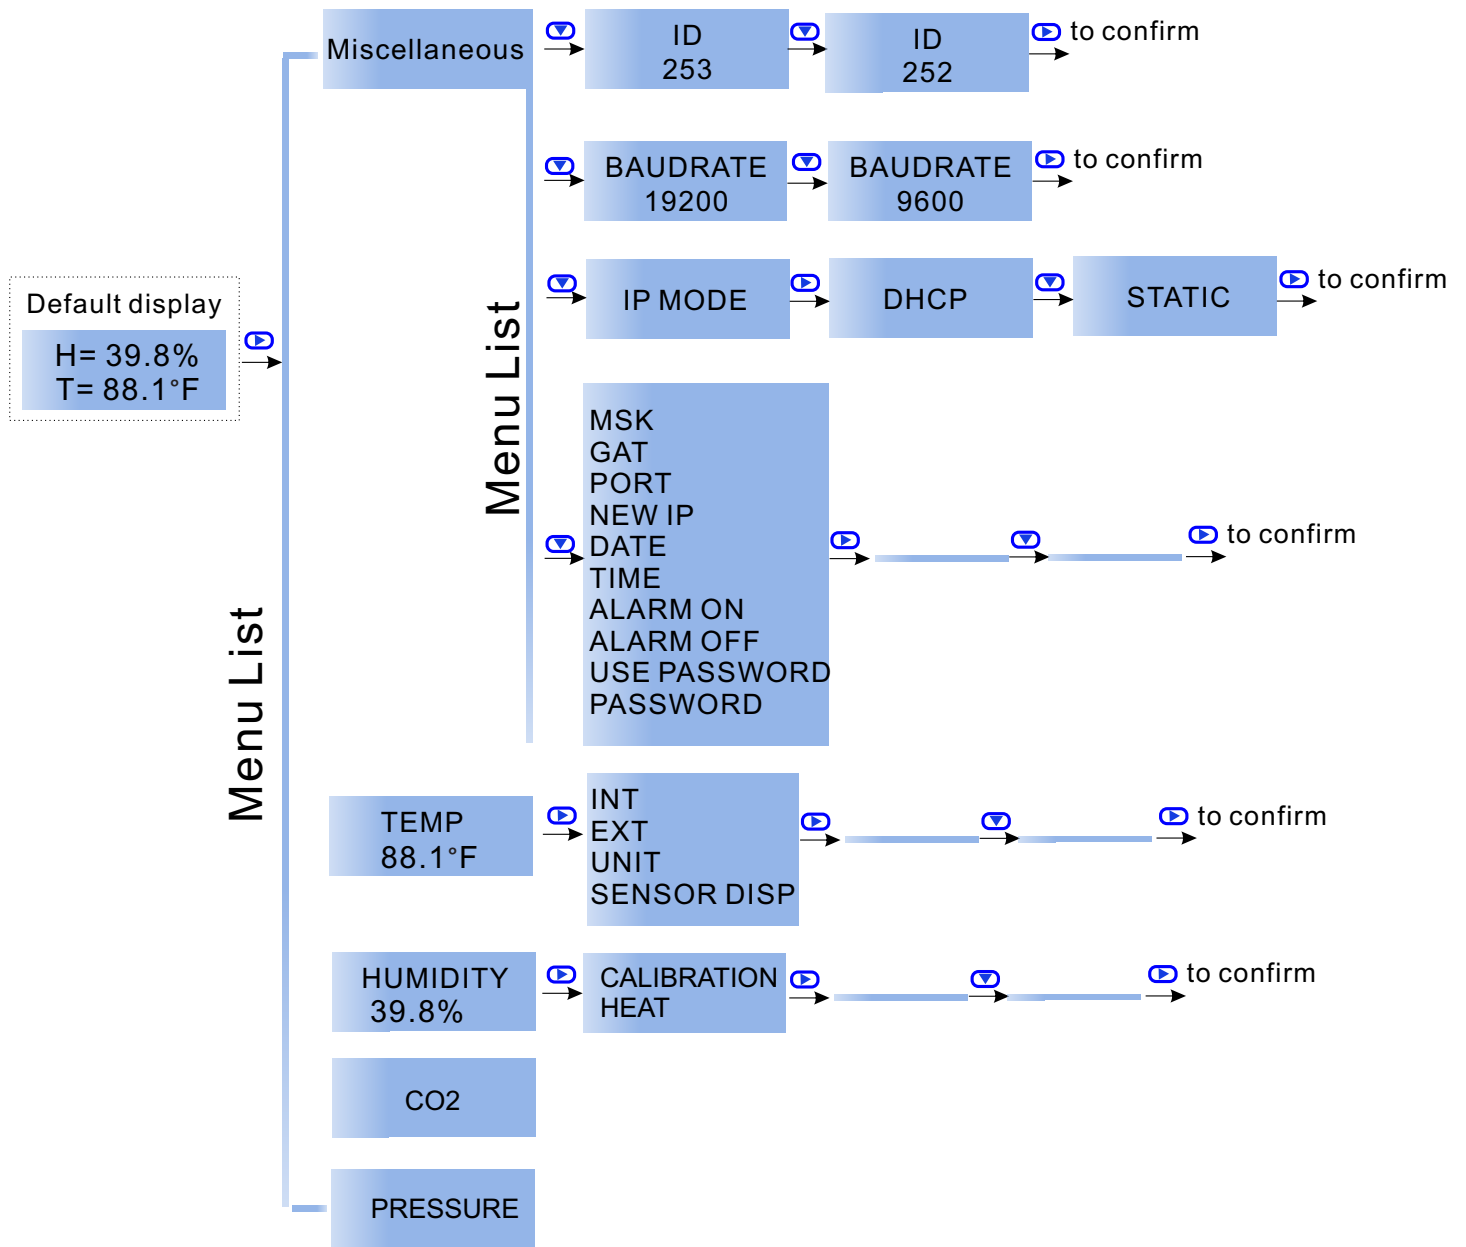 Miscellaneous
ID
253
ID
252
to confirm
BAUDRATE
19200
BAUDRATE
9600
to confirm
IP MODE
DHCP
STATIC
to confirm
Default display
H= 39.8%
T= 88.1°F
Menu List
MSK
GAT
PORT
NEW IP
DATE
TIME
ALARM ON
ALARM OFF
USE PASSWORD
PASSWORD
to confirm
Menu List
TEMP
88.1°F
INT
EXT
UNIT
SENSOR DISP
to confirm
HUMIDITY
39.8%
CALIBRATION
HEAT
to confirm
CO2
PRESSURE